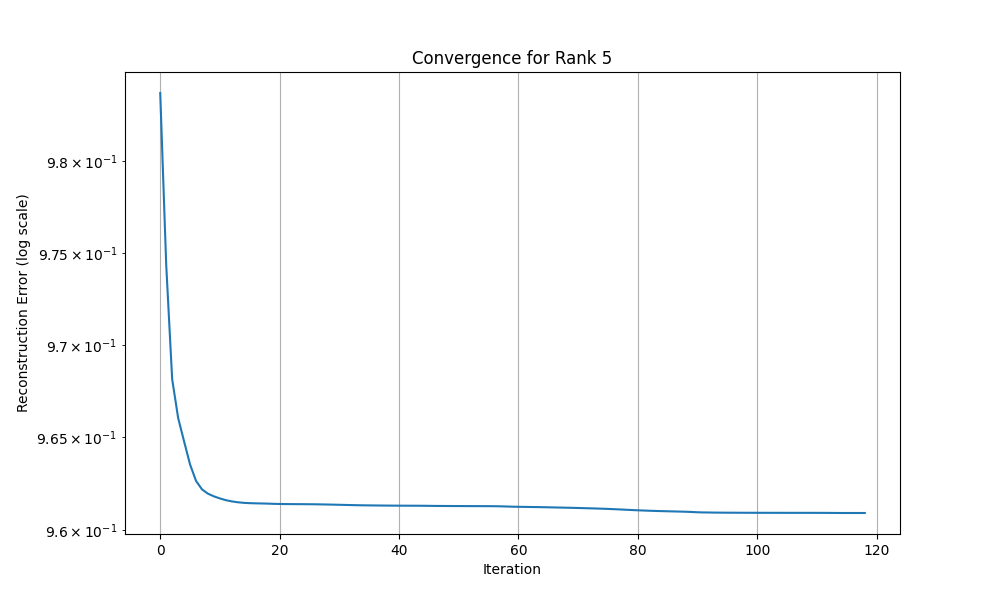 Convergence for Rank 5
Reconstruction Error (log scale)
9.8 × 10⁻¹
9.75 × 10⁻¹
9.7 × 10⁻¹
9.65 × 10⁻¹
9.6 × 10⁻¹
0 20 40 60 80 100 120
Iteration